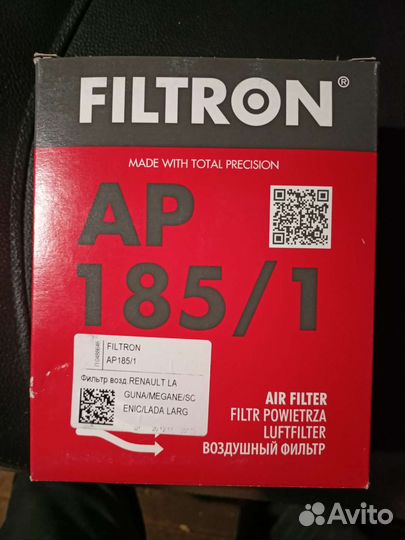 FILTRON®
MADE WITH TOTAL PRECISION
AP
185/1
FILTRON
AP185/1
Фильтр возд.RENAULT LA
GUNA/MEGANE/SC
ENIC/LADA LARG
AIR FILTER
FILTR POWIETRZA
LUFTFILTER
ВОЗДУШНЫЙ ФИЛЬТР
Avito